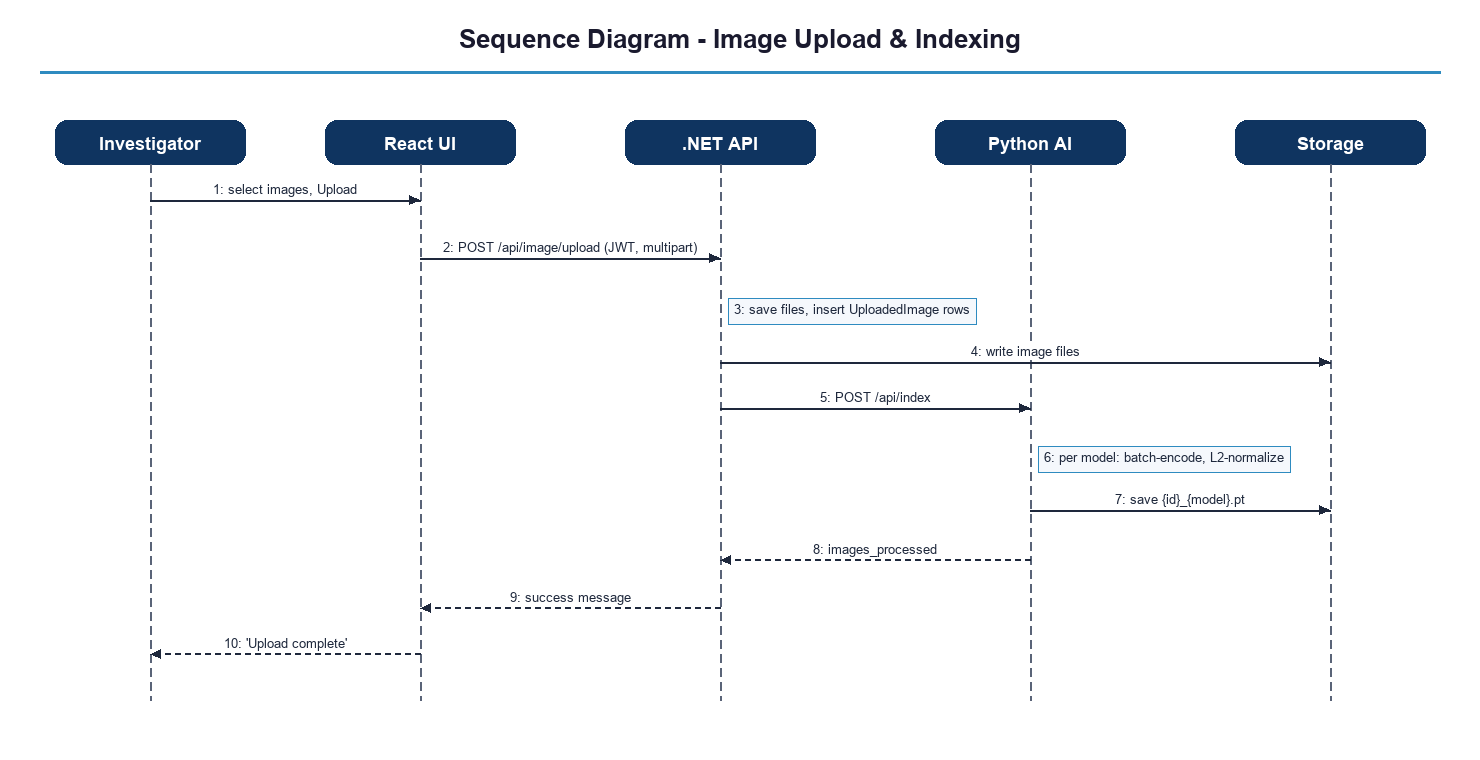 Sequence Diagram - Image Upload & Indexing
Investigator
React UI
.NET API
Python AI
Storage
1: select images, Upload
2: POST /api/image/upload (JWT, multipart)
3: save files, insert UploadedImage rows
4: write image files
5: POST /api/index
6: per model: batch-encode, L2-normalize
7: save {id}_{model}.pt
8: images_processed
9: success message
10: 'Upload complete'